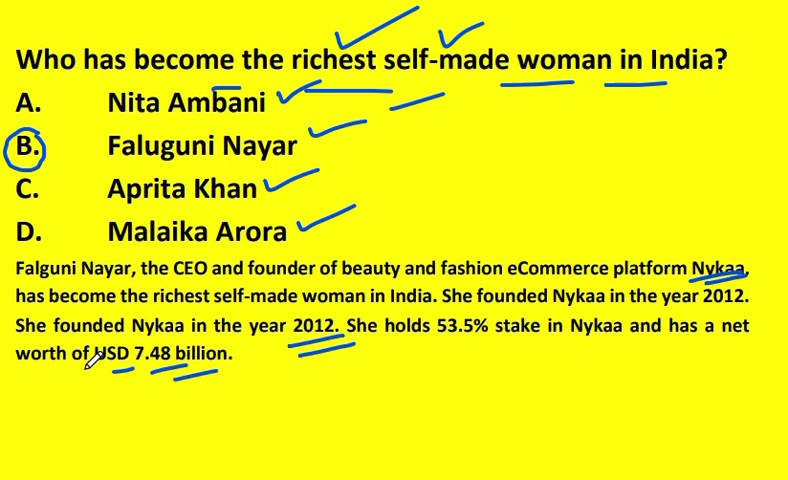 Who has become the richest self-made woman in India?
A. Nita Ambani
B. Faluguni Nayar
C. Aprita Khan
D. Malaika Arora
Falguni Nayar, the CEO and founder of beauty and fashion eCommerce platform Nykaa,
has become the richest self-made woman in India. She founded Nykaa in the year 2012.
She founded Nykaa in the year 2012. She holds 53.5% stake in Nykaa and has a net
worth of USD 7.48 billion.